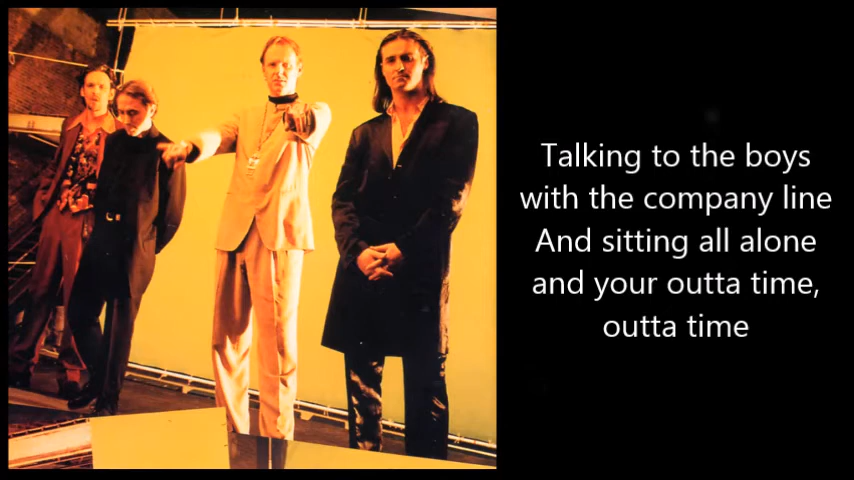 Talking to the boys
with the company line
And sitting all alone
and your outta time,
outta time